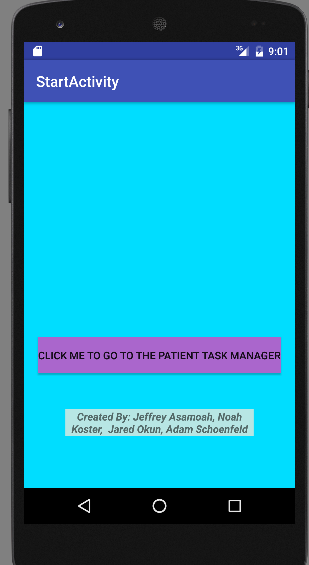 3G 9:01
StartActivity
CLICK ME TO GO TO THE PATIENT TASK MANAGER
Created By: Jeffrey Asamoah, Noah
Koster, Jared Okun, Adam Schoenfeld